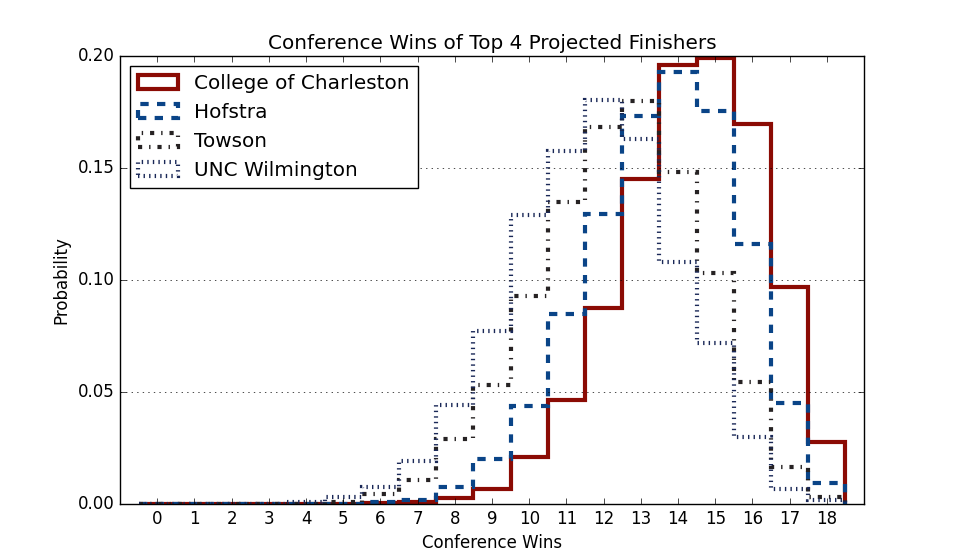 Conference Wins of Top 4 Projected Finishers
0.20
0.15
0.10
0.05
0.00
Probability
College of Charleston
Hofstra
Towson
UNC Wilmington
0 1 2 3 4 5 6 7 8 9 10 11 12 13 14 15 16 17 18
Conference Wins